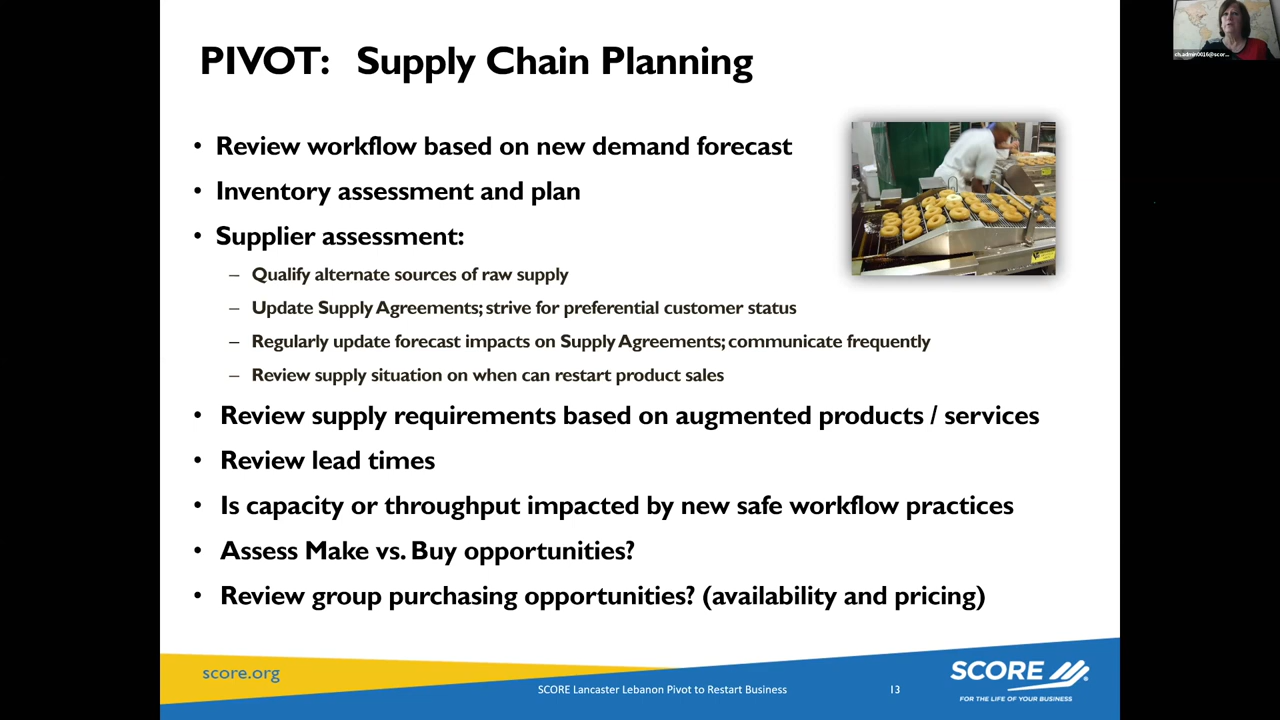 PIVOT: Supply Chain Planning
• Review workflow based on new demand forecast
• Inventory assessment and plan
• Supplier assessment:
– Qualify alternate sources of raw supply
– Update Supply Agreements; strive for preferential customer status
– Regularly update forecast impacts on Supply Agreements; communicate frequently
– Review supply situation on when can restart product sales
• Review supply requirements based on augmented products / services
• Review lead times
• Is capacity or throughput impacted by new safe workflow practices
• Assess Make vs. Buy opportunities?
• Review group purchasing opportunities? (availability and pricing)
score.org
SCORE Lancaster Lebanon Pivot to Restart Business
13
SCORE
FOR THE LIFE OF YOUR BUSINESS
ch.admin0016@scor...